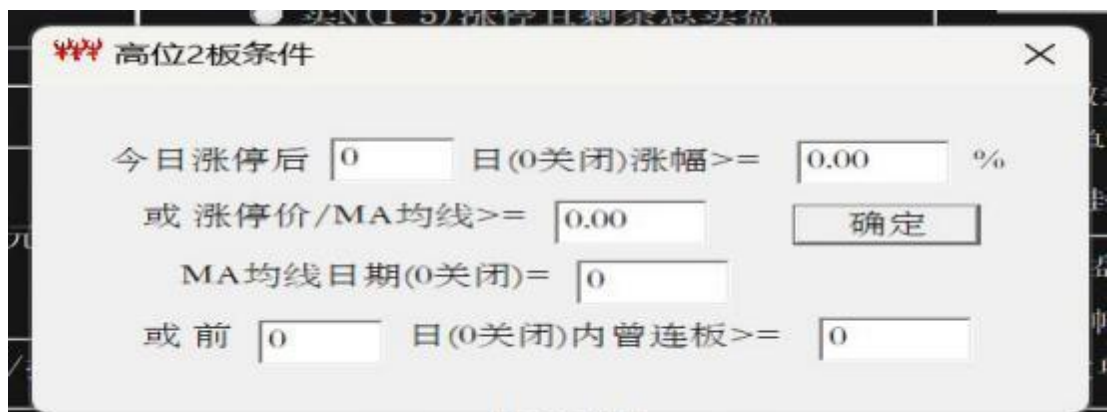 高位2板条件
今日涨停后 0 日(0关闭)涨幅>= 0.00 %
或 涨停价/MA均线>= 0.00 确定
MA均线日期(0关闭)= 0
或 前 0 日(0关闭)内曾连板>= 0